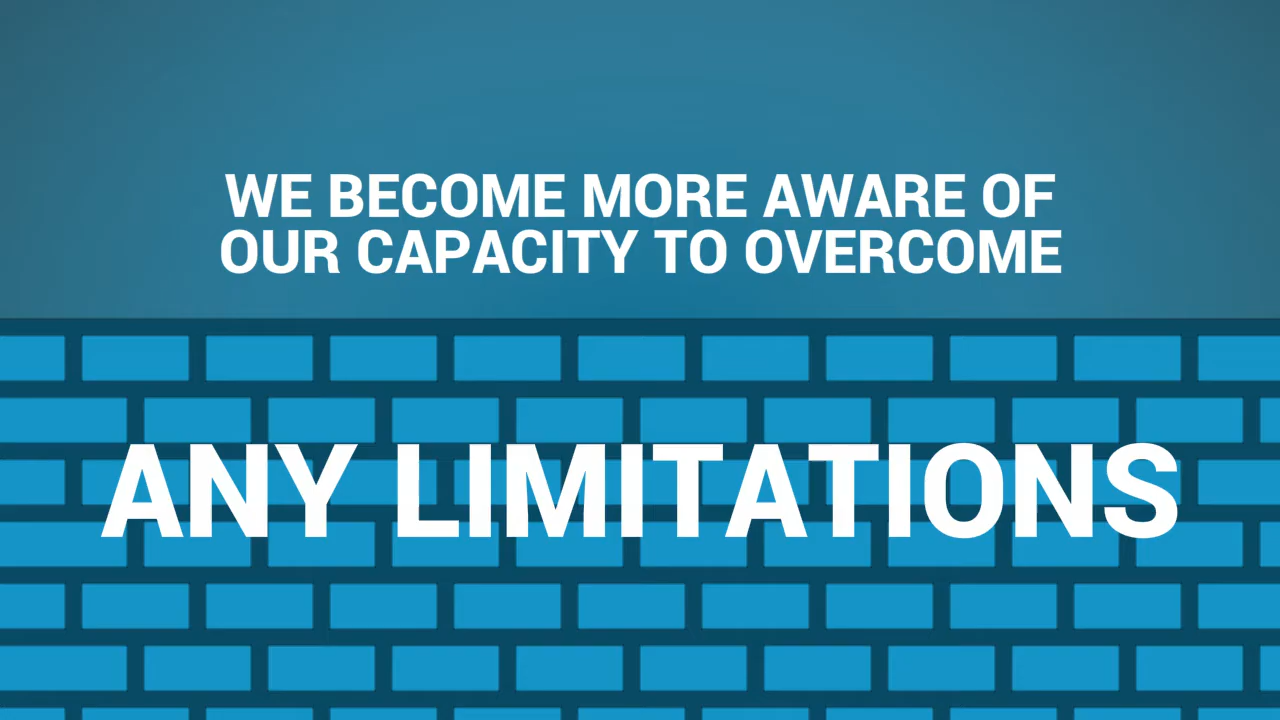 WE BECOME MORE AWARE OF
OUR CAPACITY TO OVERCOME
ANY LIMITATIONS